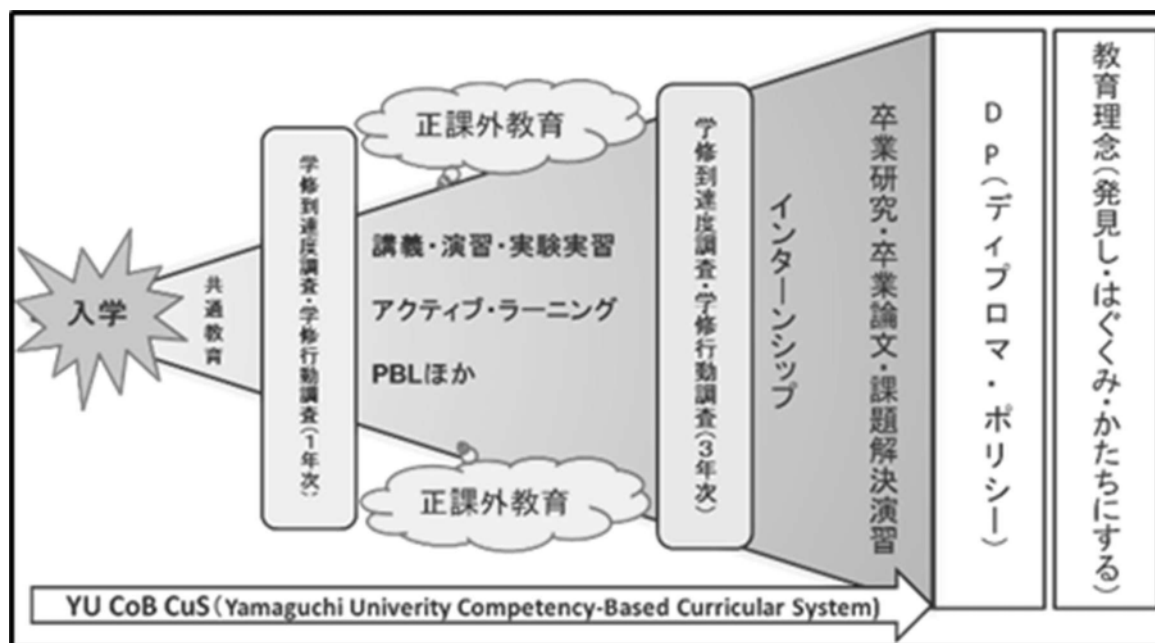 入学
共通教育
学修到達度調査・学修行動調査(1年次)
正課外教育
講義・演習・実験実習
アクティブ・ラーニング
PBLほか
正課外教育
学修到達度調査・学修行動調査(3年次)
インターンシップ
卒業研究・卒業論文・課題解決演習
DP(ディプロマ・ポリシー)
教育理念(発見し・はぐくみ・かたちにする)
YU CoB CuS(Yamaguchi Univerity Competency-Based Curricular System)